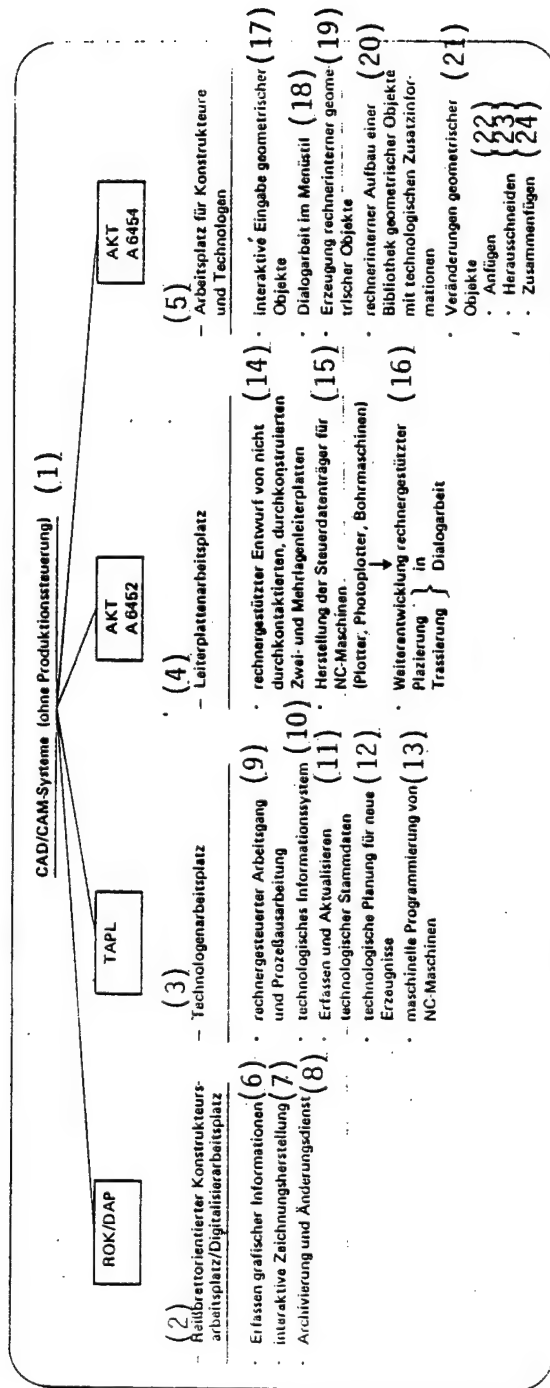 CAD/CAM-Systeme (ohne Produktionssteuerung) (1)
ROK/DAP
(2)
– Reißbrettorientierter Konstrukteurs-
arbeitsplatz/Digitalisierarbeitsplatz
· Erfassen grafischer Informationen (6)
· interaktive Zeichnungsherstellung (7)
· Archivierung und Änderungsdienst (8)
TAPL
(3)
– Technologenarbeitsplatz
· rechnergesteuerter Arbeitsgang (9)
und Prozeßausarbeitung
· technologisches Informationssystem (10)
· Erfassen und Aktualisieren (11)
technologischer Stammdaten
· technologische Planung für neue (12)
Erzeugnisse
· maschinelle Programmierung von (13)
NC-Maschinen
AKT
A 6452
(4)
– Leiterplattenarbeitsplatz
· rechnergestützter Entwurf von nicht (14)
durchkontaktierten, durchkonstruierten
Zwei- und Mehrlagenleiterplatten
· Herstellung der Steuerdatenträger für (15)
NC-Maschinen
(Plotter, Photoplotter, Bohrmaschinen)
↓
· Weiterentwicklung rechnergestützter (16)
Plazierung } in
Trassierung } Dialogarbeit
AKT
A 6454
(5)
– Arbeitsplatz für Konstrukteure
und Technologen
· interaktive Eingabe geometrischer (17)
Objekte
· Dialogarbeit im Menüstil (18)
· Erzeugung rechnerinterner geome- (19)
trischer Objekte
· rechnerinterner Aufbau einer (20)
Bibliothek geometrischer Objekte
mit technologischen Zusatzinfor-
mationen
· Veränderungen geometrischer (21)
Objekte
· Anfügen (22)
· Herausschneiden (23)
· Zusammenfügen (24)